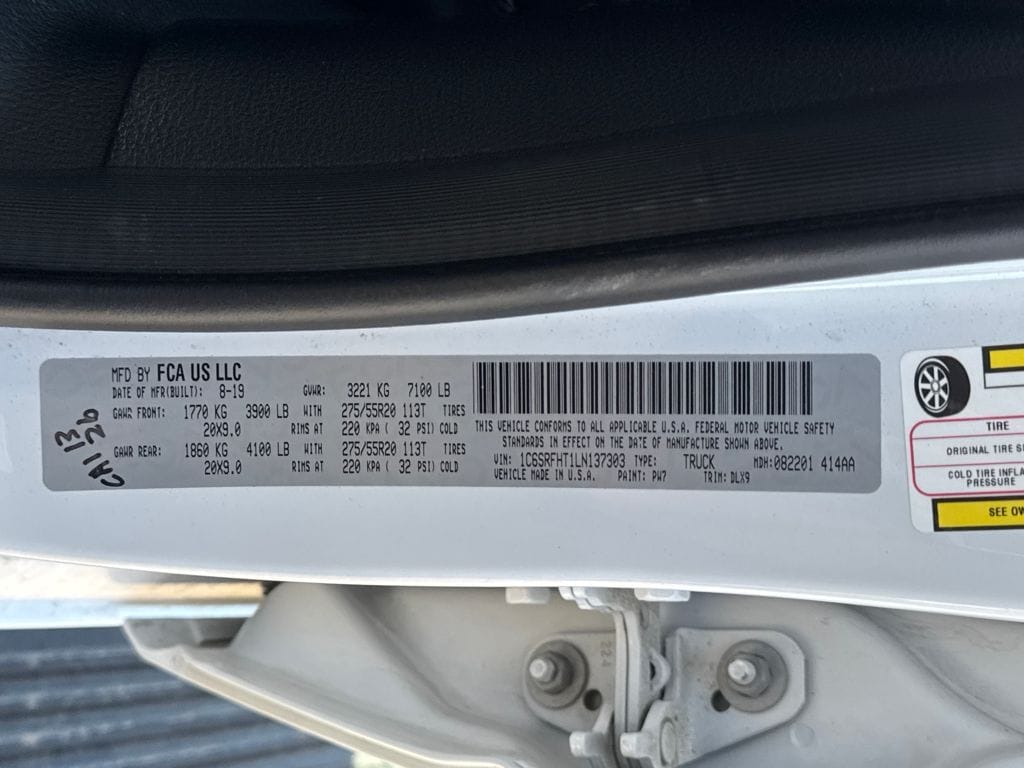 MFD BY FCA US LLC
DATE OF MFR(BUILT): 8-19 GVWR: 3221 KG 7100 LB
GAWR FRONT: 1770 KG 3900 LB WITH 275/55R20 113T TIRES
20X9.0 RIMS AT 220 KPA ( 32 PSI) COLD
GAWR REAR: 1860 KG 4100 LB WITH 275/55R20 113T TIRES
20X9.0 RIMS AT 220 KPA ( 32 PSI) COLD
THIS VEHICLE CONFORMS TO ALL APPLICABLE U.S.A. FEDERAL MOTOR VEHICLE SAFETY
STANDARDS IN EFFECT ON THE DATE OF MANUFACTURE SHOWN ABOVE.
VIN: 1C6SRFHT1LN137303 TYPE: TRUCK MDH:082201 414AA
VEHICLE MADE IN U.S.A. PAINT: PW7 TRIM: DLX9
TIRE
ORIGINAL TIRE S
COLD TIRE INFLA
PRESSURE
SEE OW
224